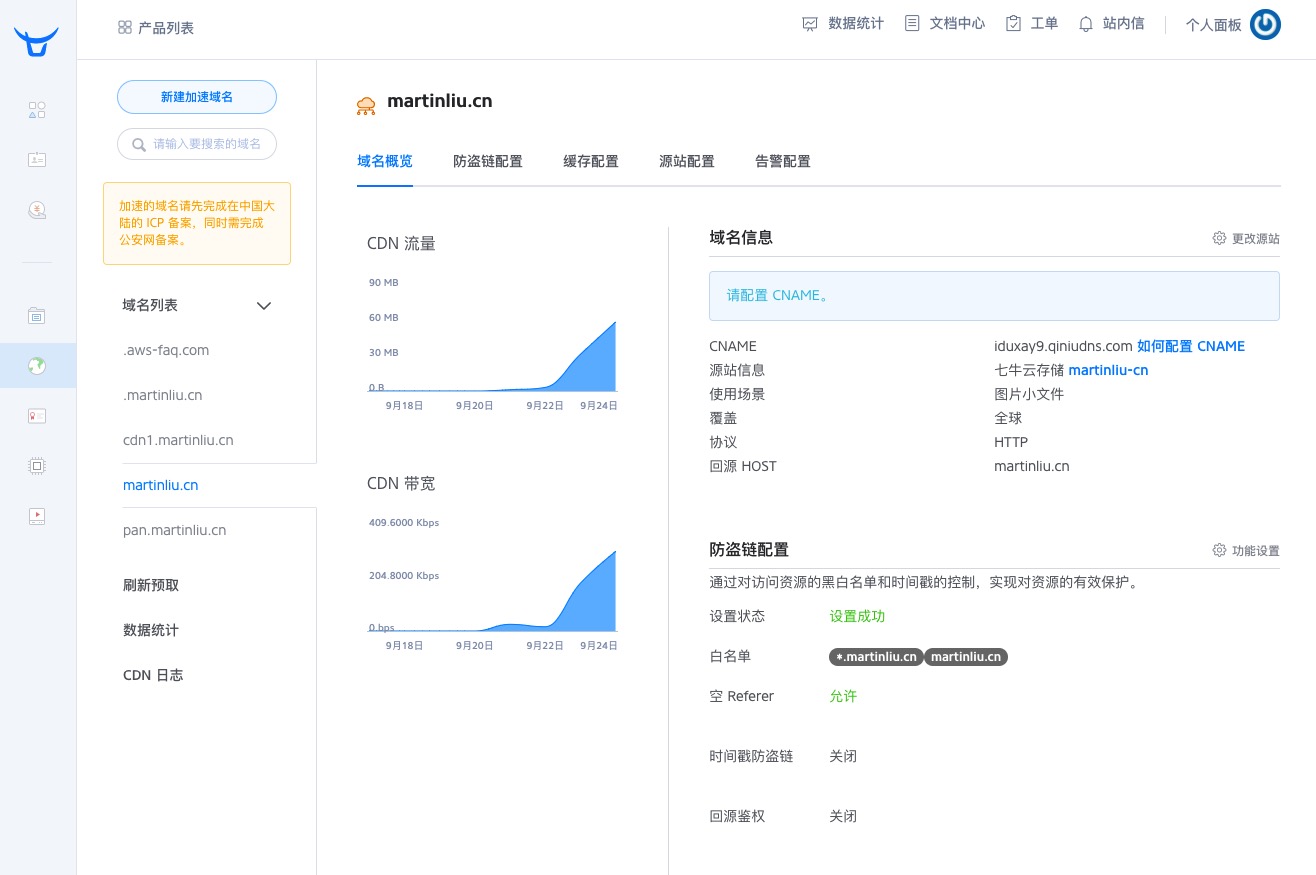 产品列表
数据统计
文档中心
工单
站内信
个人面板
新建加速域名
请输入要搜索的域名
加速的域名请先完成在中国大
陆的 ICP 备案，同时需完成
公安网备案。
域名列表
.aws-faq.com
.martinliu.cn
cdn1.martinliu.cn
martinliu.cn
pan.martinliu.cn
刷新预取
数据统计
CDN 日志
martinliu.cn
域名概览 防盗链配置 缓存配置 源站配置 告警配置
CDN 流量
90 MB
60 MB
30 MB
0 B
9月18日 9月20日 9月22日 9月24日
CDN 带宽
409.6000 Kbps
204.8000 Kbps
0 bps
9月18日 9月20日 9月22日 9月24日
域名信息 更改源站
请配置 CNAME。
CNAME iduxay9.qiniudns.com 如何配置 CNAME
源站信息 七牛云存储 martinliu-cn
使用场景 图片小文件
覆盖 全球
协议 HTTP
回源 HOST martinliu.cn
防盗链配置 功能设置
通过对访问资源的黑白名单和时间戳的控制，实现对资源的有效保护。
设置状态 设置成功
白名单 *.martinliu.cn martinliu.cn
空 Referer 允许
时间戳防盗链 关闭
回源鉴权 关闭